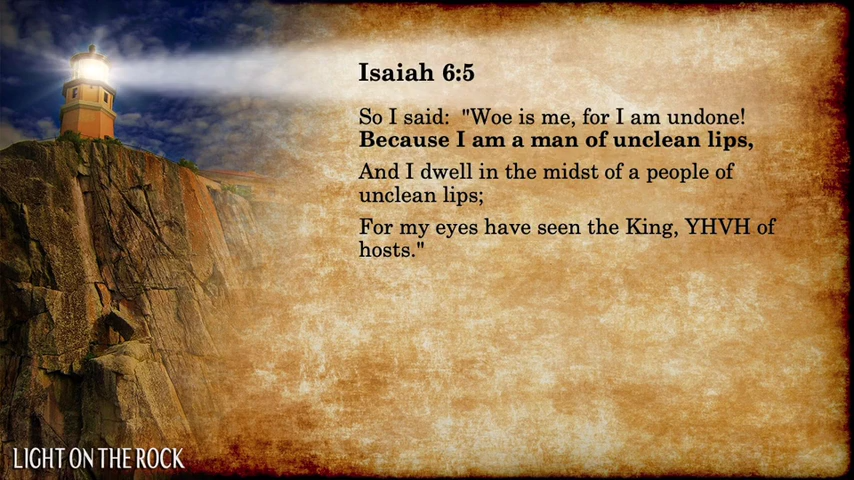 Isaiah 6:5
So I said:  "Woe is me, for I am undone!
Because I am a man of unclean lips,
And I dwell in the midst of a people of
unclean lips;
For my eyes have seen the King, YHVH of
hosts."
LIGHT ON THE ROCK